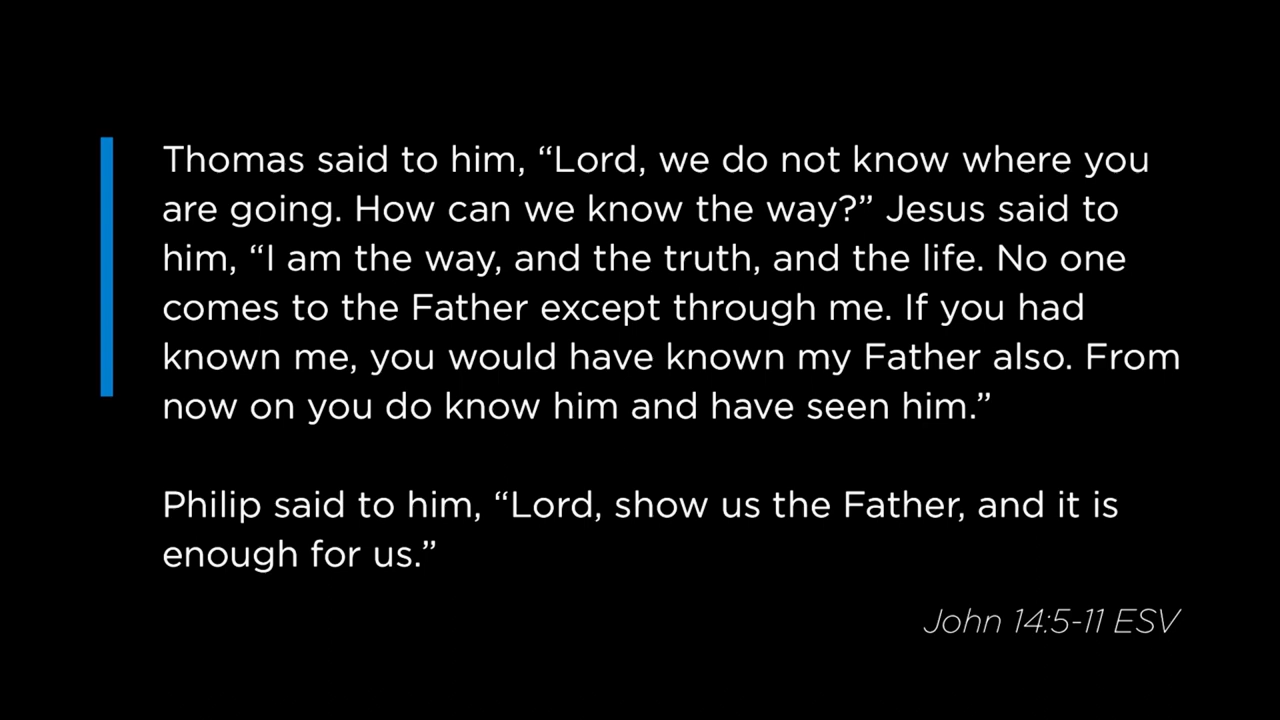 Thomas said to him, “Lord, we do not know where you
are going. How can we know the way?” Jesus said to
him, “I am the way, and the truth, and the life. No one
comes to the Father except through me. If you had
known me, you would have known my Father also. From
now on you do know him and have seen him.”
Philip said to him, “Lord, show us the Father, and it is
enough for us.”
John 14:5-11 ESV